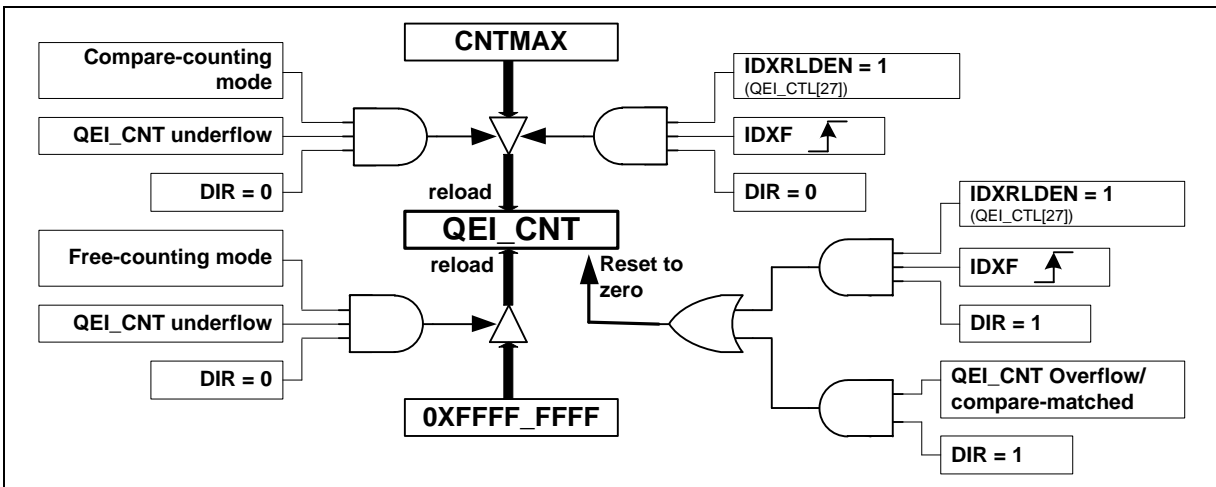 CNTMAX
Compare-counting
mode
QEI_CNT underflow
DIR = 0
IDXRLDEN = 1
(QEI_CTL[27])
IDXF
DIR = 0
reload
QEI_CNT
reload
Reset to
zero
Free-counting mode
QEI_CNT underflow
DIR = 0
0XFFFF_FFFF
IDXRLDEN = 1
(QEI_CTL[27])
IDXF
DIR = 1
QEI_CNT Overflow/
compare-matched
DIR = 1